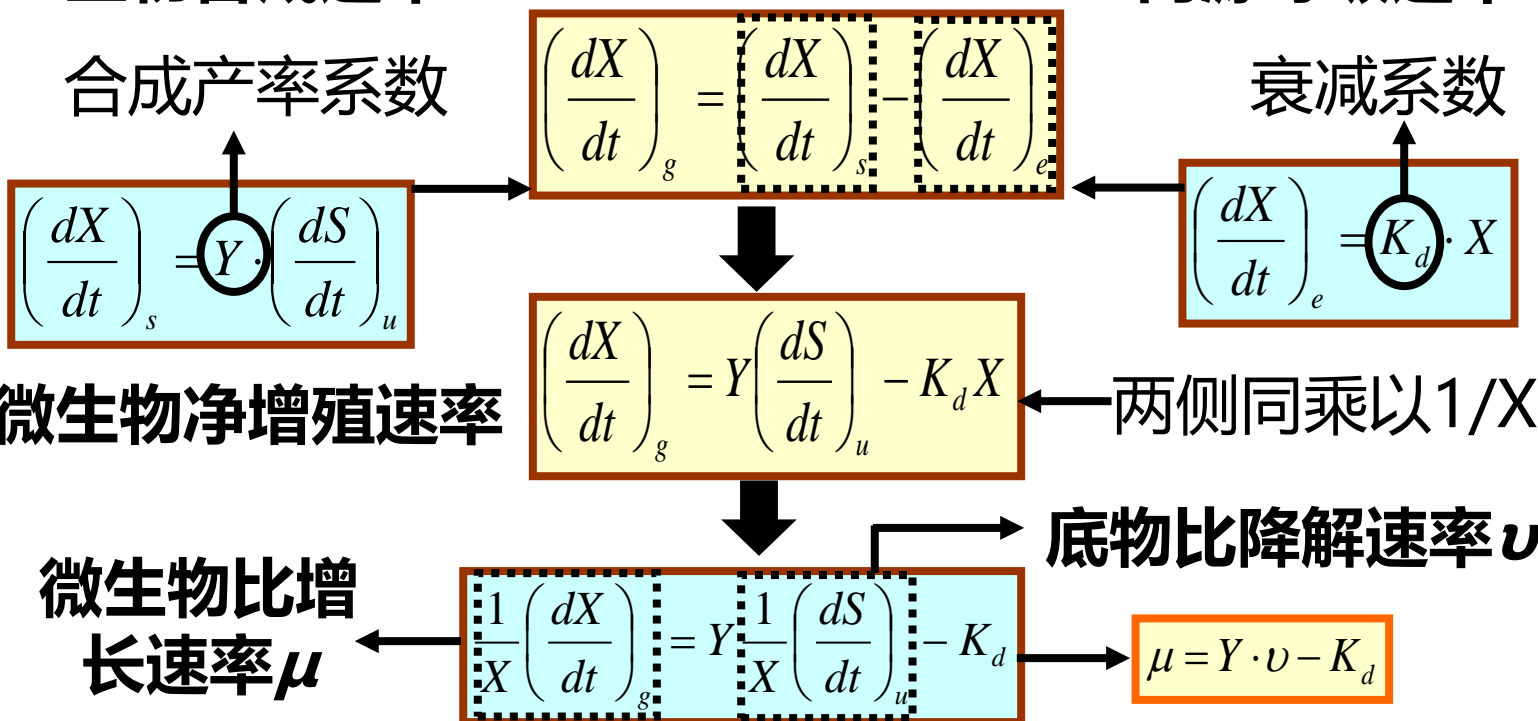 合成产率系数
(dX/dt)_g = (dX/dt)_s − (dX/dt)_e
衰减系数
(dX/dt)_s = Y·(dS/dt)_u
(dX/dt)_e = K_d · X
微生物净增殖速率
(dX/dt)_g = Y(dS/dt)_u − K_d X
两侧同乘以1/X
底物比降解速率υ
微生物比增
长速率μ
1/X (dX/dt)_g = Y 1/X (dS/dt)_u − K_d
μ = Y·υ − K_d